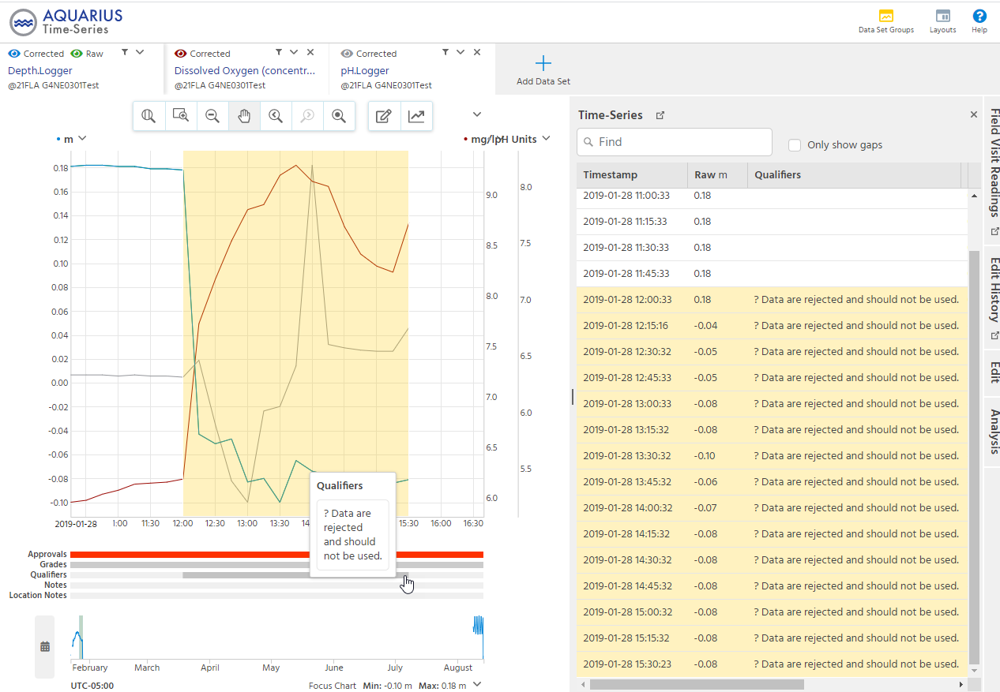 AQUARIUS
Time-Series
Data Set Groups
Layouts
Help
Corrected Raw
Depth.Logger
@21FLA G4NE0301Test
Corrected
Dissolved Oxygen (concentr...
@21FLA G4NE0301Test
Corrected
pH.Logger
@21FLA G4NE0301Test
Add Data Set
m
mg/l
pH Units
0.18
0.16
0.14
0.12
0.10
0.08
0.06
0.04
0.02
0.00
-0.02
-0.04
-0.06
-0.08
-0.10
9.0
8.5
8.0
7.5
7.0
6.5
6.0
8.0
7.5
7.0
6.5
6.0
5.5
2019-01-28 1:00 11:30 12:00 12:30 13:00 13:30 14 15:30 16:00 16:30
Qualifiers
? Data are
rejected
and should
not be used.
Approvals
Grades
Qualifiers
Notes
Location Notes
February March April May June July August
UTC-05:00 Focus Chart Min: -0.10 m Max: 0.18 m
Time-Series
Find
Only show gaps
Timestamp Raw m Qualifiers
2019-01-28 11:00:33 0.18
2019-01-28 11:15:33 0.18
2019-01-28 11:30:33 0.18
2019-01-28 11:45:33 0.18
2019-01-28 12:00:33 0.18 ? Data are rejected and should not be used.
2019-01-28 12:15:16 -0.04 ? Data are rejected and should not be used.
2019-01-28 12:30:32 -0.05 ? Data are rejected and should not be used.
2019-01-28 12:45:33 -0.05 ? Data are rejected and should not be used.
2019-01-28 13:00:33 -0.08 ? Data are rejected and should not be used.
2019-01-28 13:15:32 -0.08 ? Data are rejected and should not be used.
2019-01-28 13:30:32 -0.10 ? Data are rejected and should not be used.
2019-01-28 13:45:32 -0.06 ? Data are rejected and should not be used.
2019-01-28 14:00:32 -0.07 ? Data are rejected and should not be used.
2019-01-28 14:15:32 -0.08 ? Data are rejected and should not be used.
2019-01-28 14:30:32 -0.08 ? Data are rejected and should not be used.
2019-01-28 14:45:32 -0.08 ? Data are rejected and should not be used.
2019-01-28 15:00:32 -0.08 ? Data are rejected and should not be used.
2019-01-28 15:15:32 -0.08 ? Data are rejected and should not be used.
2019-01-28 15:30:23 -0.08 ? Data are rejected and should not be used.
Field Visit Readings
Edit History
Edit
Analysis